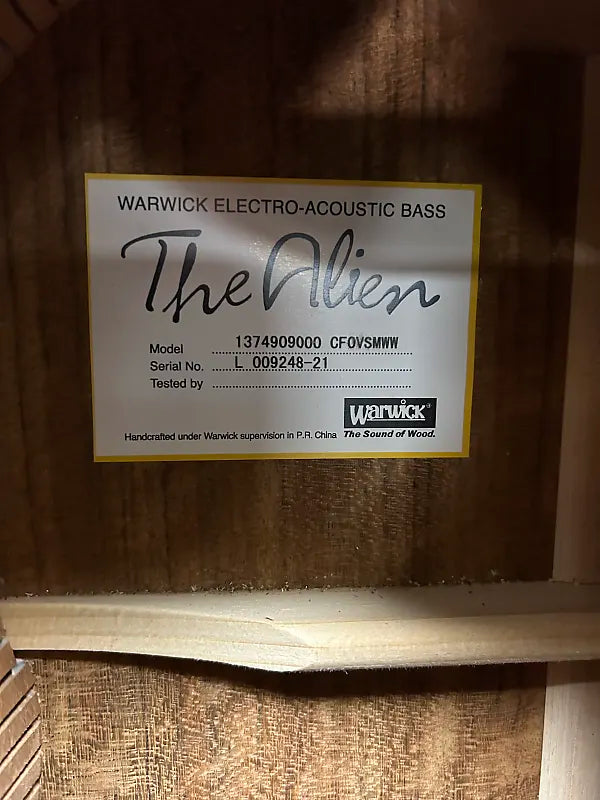 WARWICK ELECTRO-ACOUSTIC BASS
The Alien
Model 1374909000 CFOVSMWW
Serial No. L 009248-21
Tested by
Warwick®
Handcrafted under Warwick supervision in P.R. China The Sound of Wood.